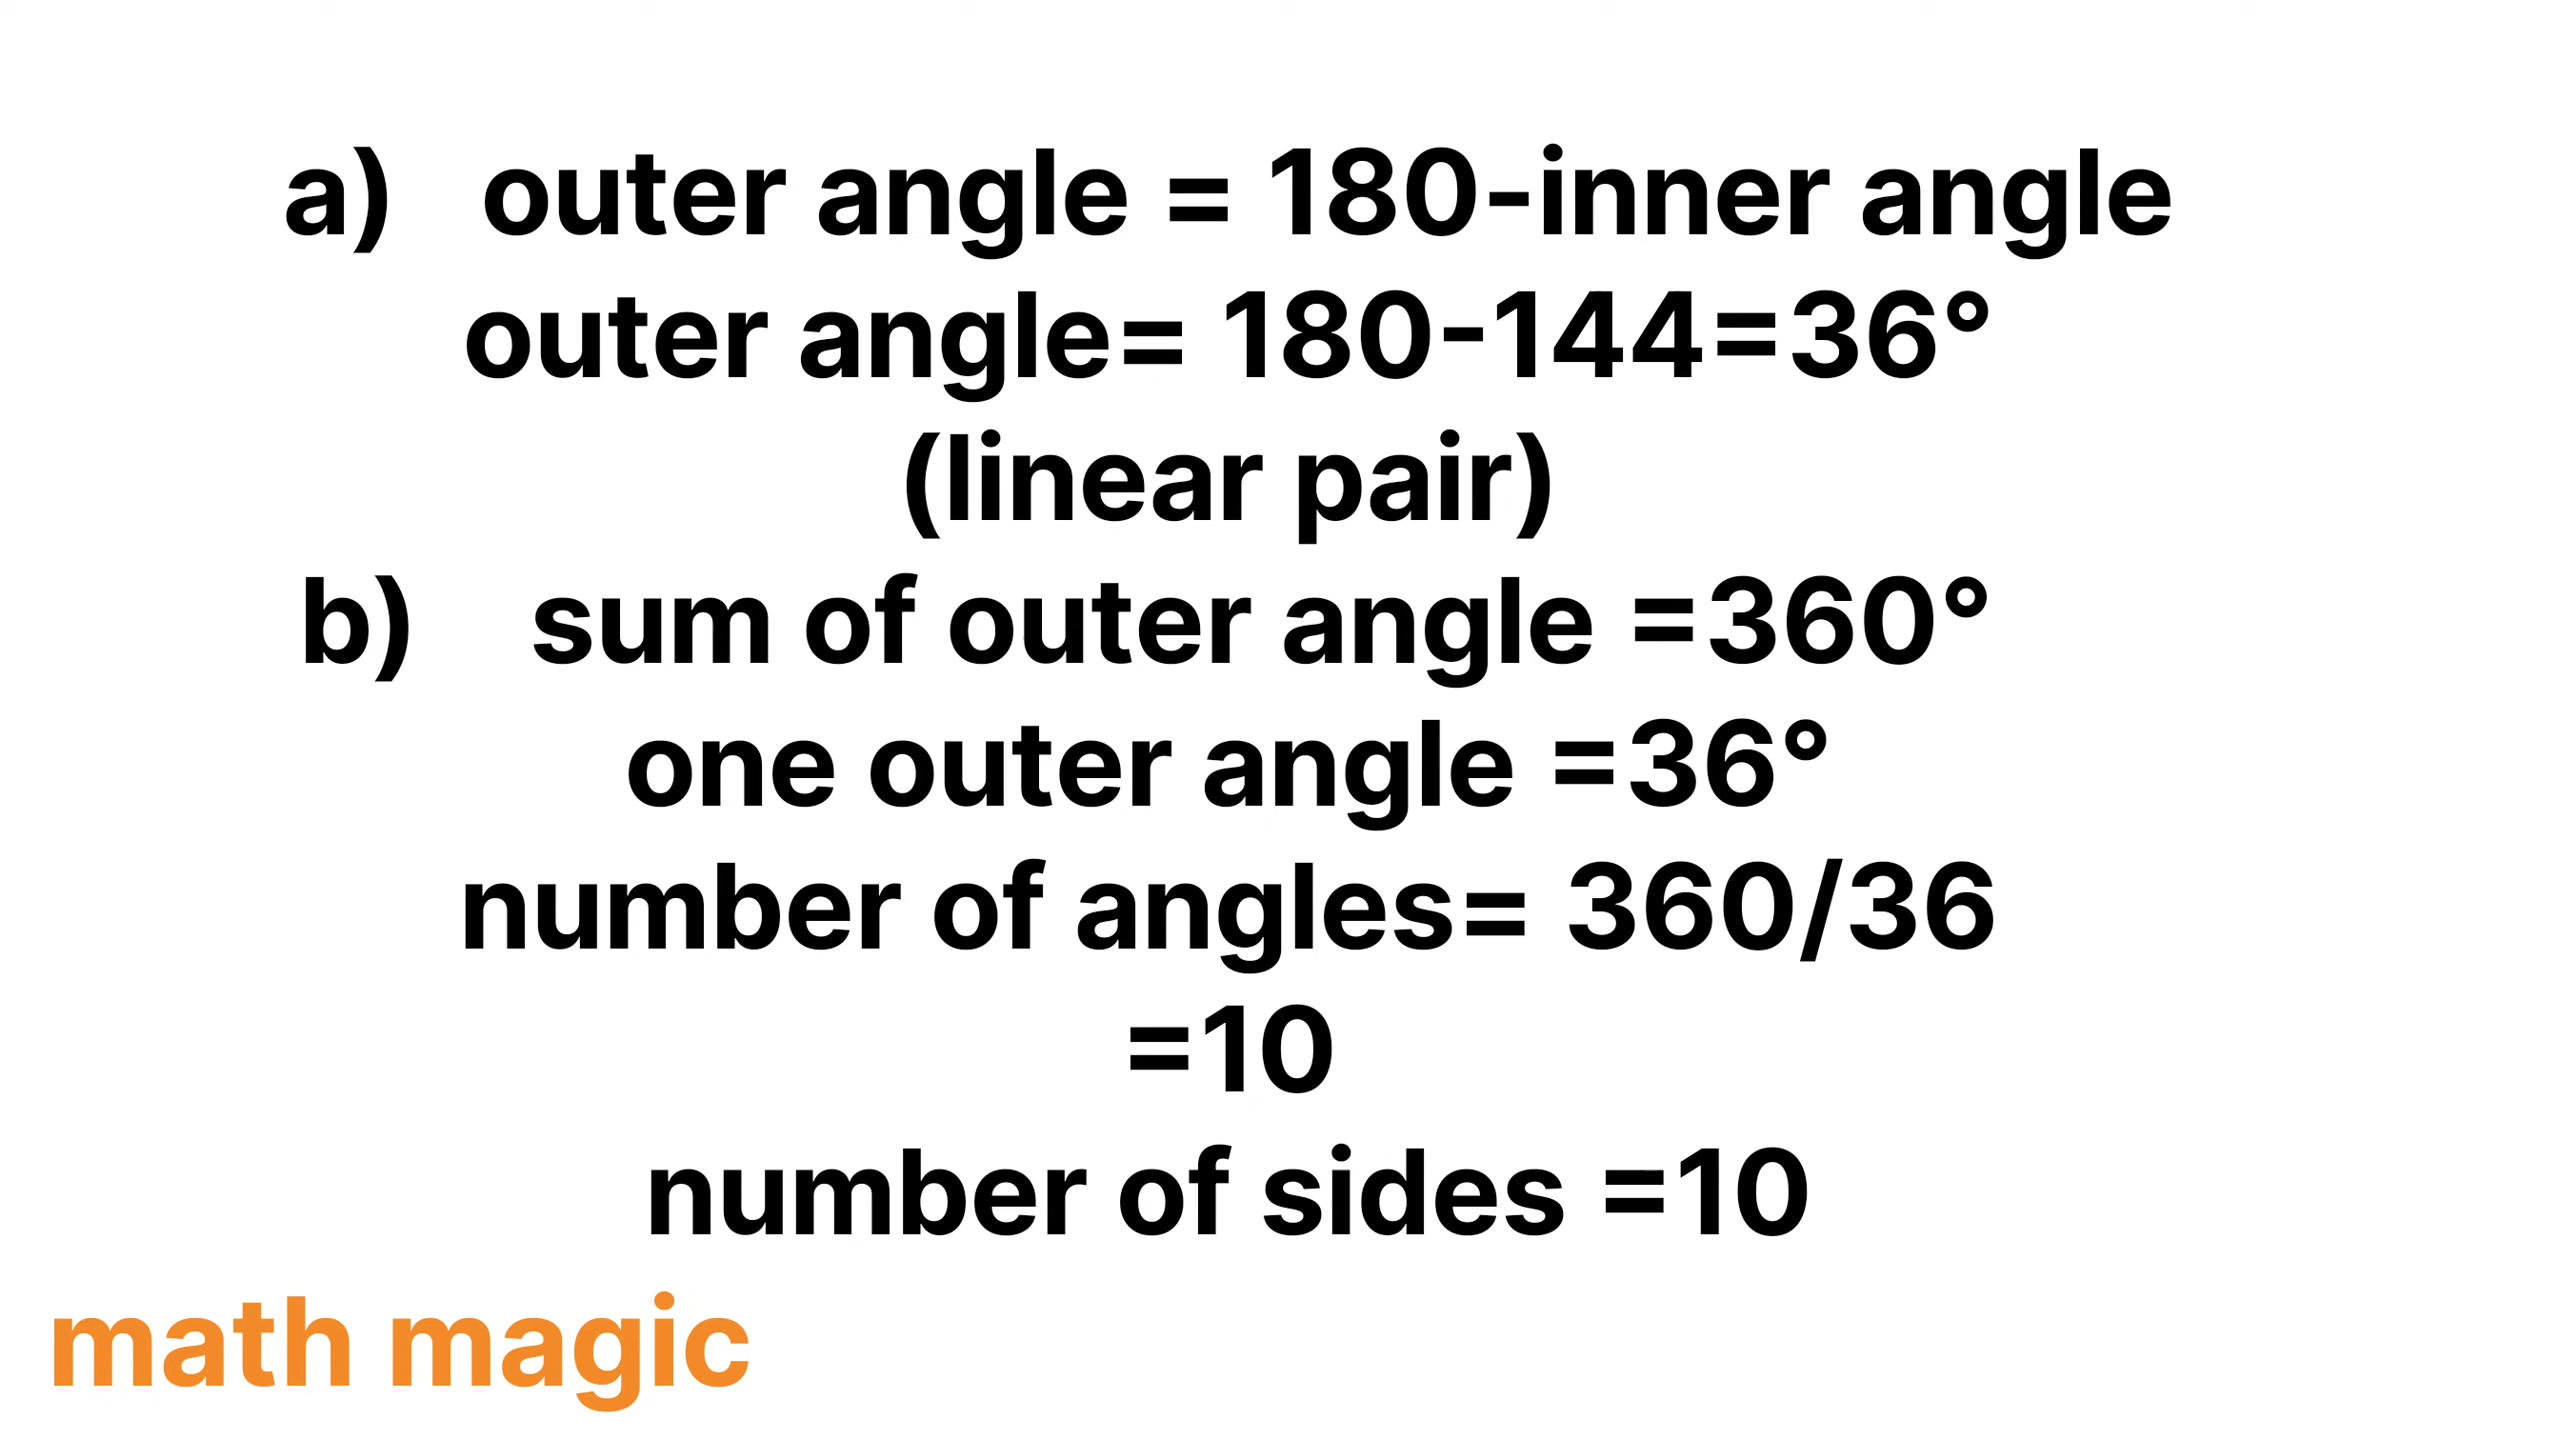 a) outer angle = 180-inner angle
outer angle= 180-144=36°
(linear pair)
b) sum of outer angle =360°
one outer angle =36°
number of angles= 360/36
=10
number of sides =10
math magic